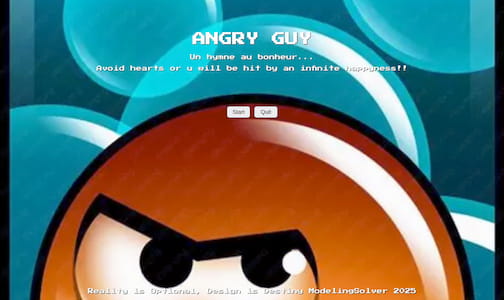 ANGRY GUY
Un hymne au bonheur...
Avoid hearts or u will be hit by an infinite happyness!!
Start Quit
Reality is Optional, Design is Destiny ModelingSolver 2025